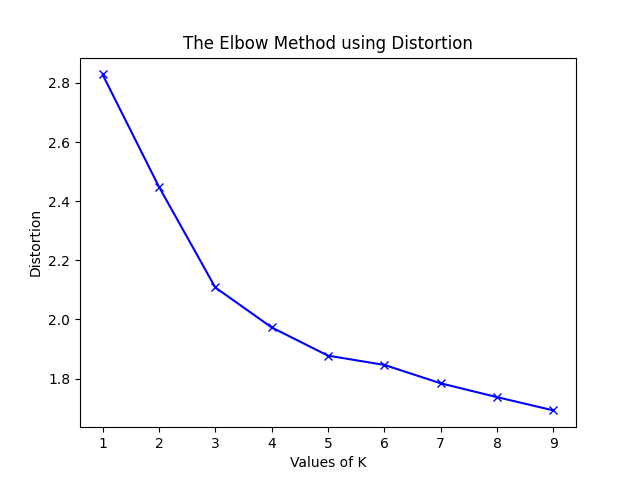 The Elbow Method using Distortion
2.8
2.6
2.4
2.2
2.0
1.8
Distortion
1 2 3 4 5 6 7 8 9
Values of K